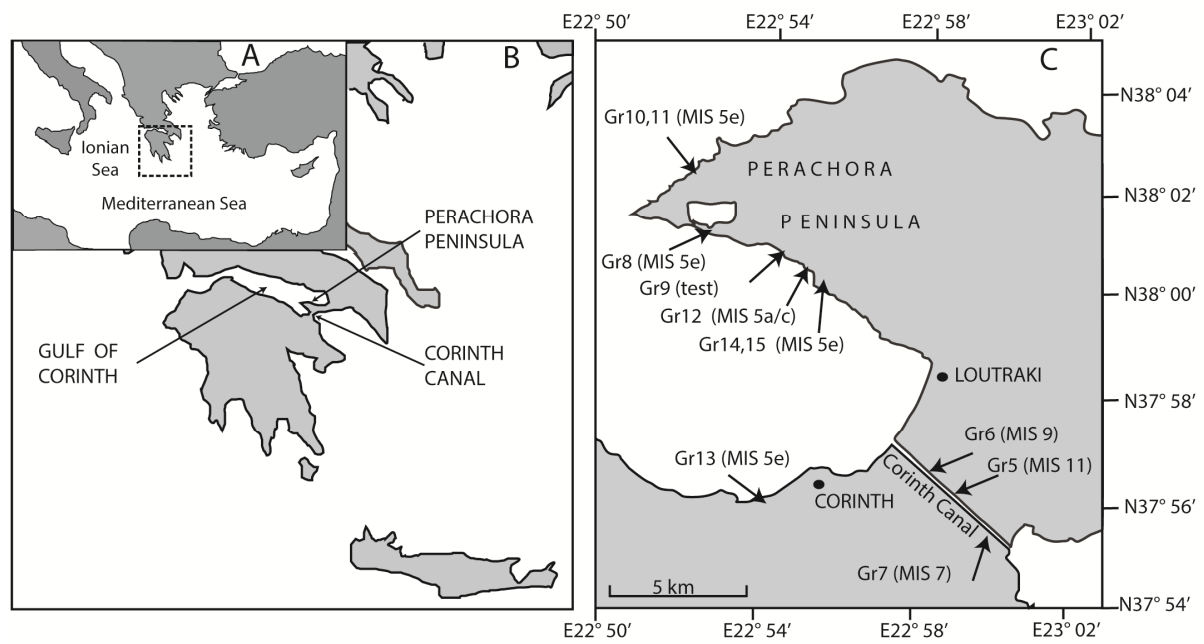 A
Ionian
Sea
Mediterranean Sea
B
PERACHORA
PENINSULA
GULF OF
CORINTH
CORINTH
CANAL
E22° 50′ E22° 54′ E22° 58′ E23° 02′
C
N38° 04′
Gr10,11 (MIS 5e)
PERACHORA
N38° 02′
PENINSULA
Gr8 (MIS 5e)
Gr9 (test)
N38° 00′
Gr12 (MIS 5a/c)
Gr14,15 (MIS 5e)
LOUTRAKI
N37° 58′
Gr6 (MIS 9)
Gr13 (MIS 5e)
Gr5 (MIS 11)
CORINTH
Corinth Canal
N37° 56′
Gr7 (MIS 7)
5 km
N37° 54′
E22° 50′ E22° 54′ E22° 58′ E23° 02′